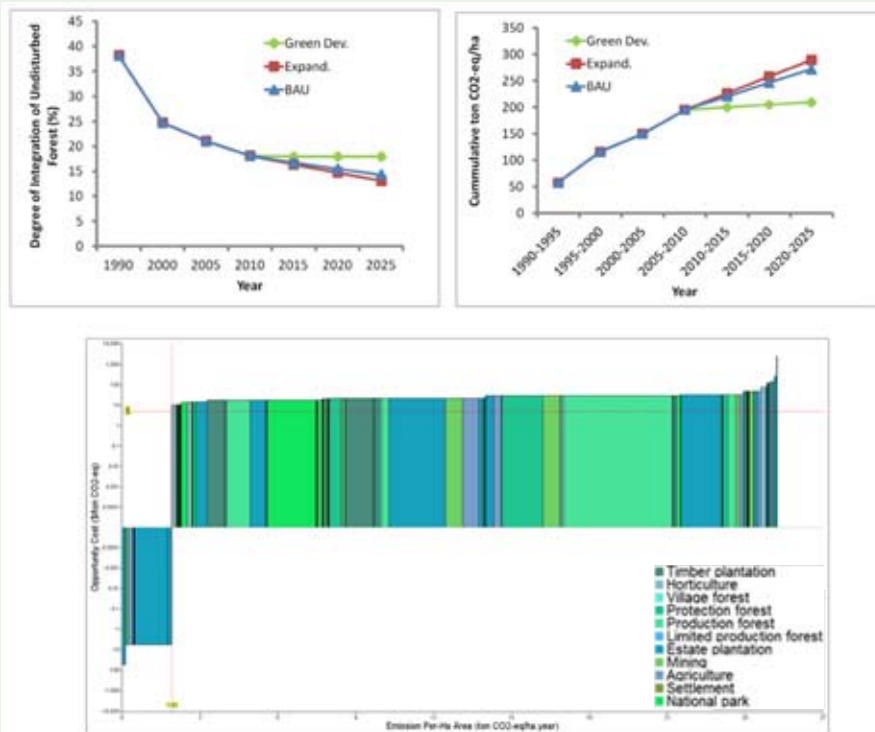 Degree of Integration of Undisturbed
Forest (%)
45
40
35
30
25
20
15
10
5
0
Green Dev.
Expand.
BAU
1990 2000 2005 2010 2015 2020 2025
Year
Cummulative ton CO2-eq/ha
350
300
250
200
150
100
50
0
Green Dev.
Expand.
BAU
1990-1995
1995-2000
2000-2005
2005-2010
2010-2015
2015-2020
2020-2025
Year
Opportunity Cost ($/ton CO2-eq)
Timber plantation
Horticulture
Village forest
Protection forest
Production forest
Limited production forest
Estate plantation
Mining
Agriculture
Settlement
National park
Emission Per-Ha Area (ton CO2-eq/ha.year)